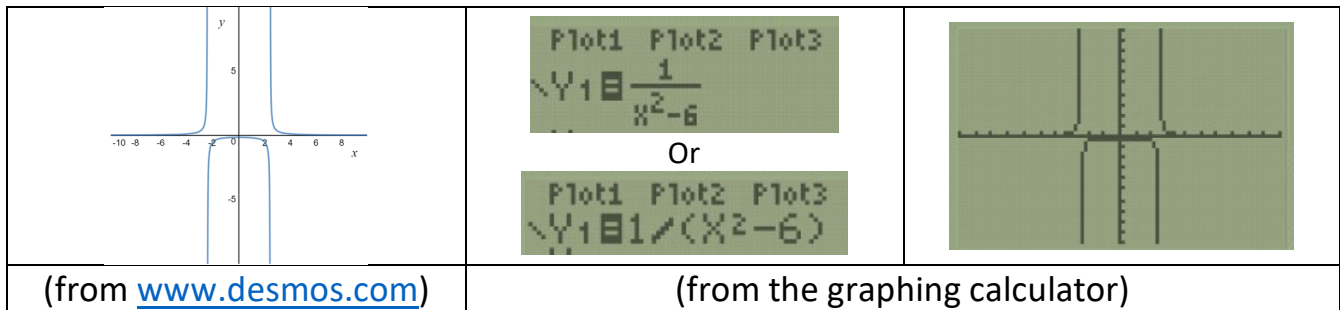 y
5
-10 -8 -6 -4 -2 0 2 4 6 8
x
-5
Plot1 Plot2 Plot3
\Y1=1/(X²-6)
Or
Plot1 Plot2 Plot3
\Y1=1/(X²-6)
(from www.desmos.com)
(from the graphing calculator)